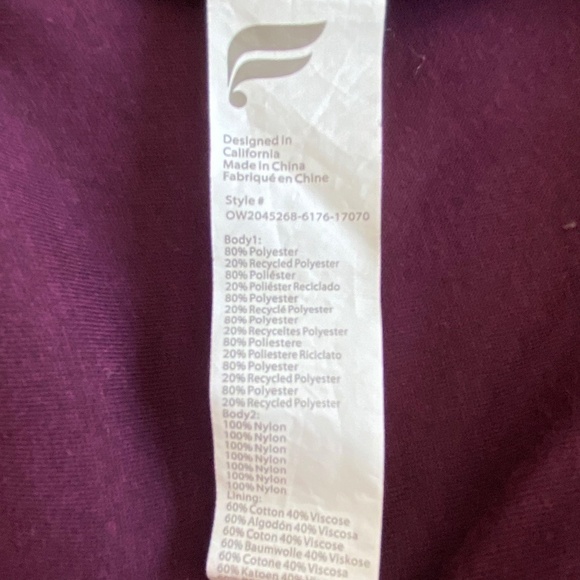 Designed in
California
Made in China
Fabriqué en Chine
Style #
OW2045268-6176-17070
Body1:
80% Polyester
20% Recycled Polyester
80% Poliéster
20% Poliéster Reciclado
80% Polyester
20% Recyclé Polyester
80% Polyester
20% Recyceltes Polyester
80% Poliestere
20% Poliestere Riciclato
80% Polyester
20% Recycled Polyester
80% Polyester
20% Recycled Polyester
Body2:
100% Nylon
100% Nylon
100% Nylon
100% Nylon
100% Nylon
100% Nylon
100% Nylon
Lining:
60% Cotton 40% Viscose
60% Algodón 40% Viscosa
60% Coton 40% Viscose
60% Baumwolle 40% Viskose
60% Cotone 40% Viscosa
60% Katoen 40%